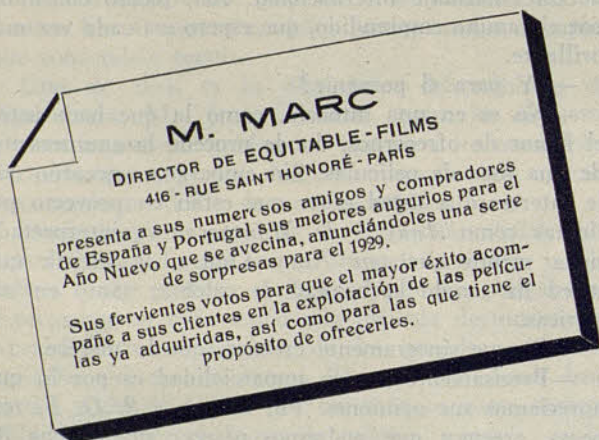 M. MARC
DIRECTOR DE EQUITABLE-FILMS
416 - RUE SAINT HONORÉ - PARÍS
presenta a sus numerosos amigos y compradores
de España y Portugal sus mejores augurios para el
Año Nuevo que se avecina, anunciándoles una serie
de sorpresas para el 1929.
Sus fervientes votos para que el mayor éxito acom-
pañe a sus clientes en la explotación de las pelícu-
las ya adquiridas, así como para las que tiene el
propósito de ofrecerles.